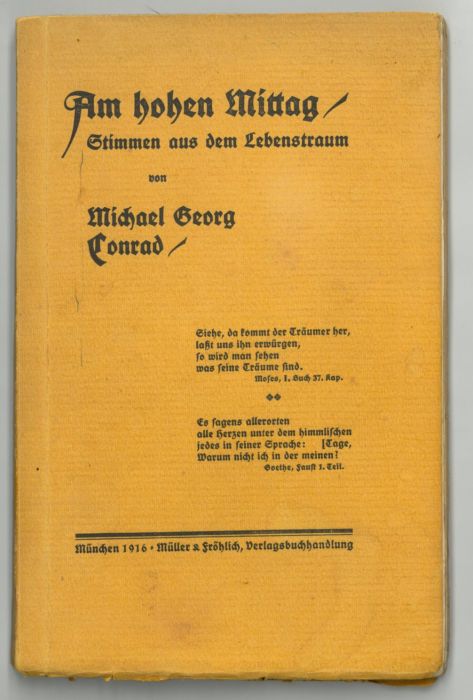 Am hohen Mittag /
Stimmen aus dem Lebenstraum
von
Michael Georg
Conrad /
Siehe, da kommt der Träumer her,
laßt uns ihn erwürgen,
so wird man sehen
was seine Träume sind.
Moses, 1. Buch 37. Kap.
Es sagens allerorten
alle Herzen unter dem himmlischen
jedes in seiner Sprache: [Tage,
Warum nicht ich in der meinen?
Goethe, Faust 1. Teil.
München 1916 · Müller & Fröhlich, Verlagsbuchhandlung